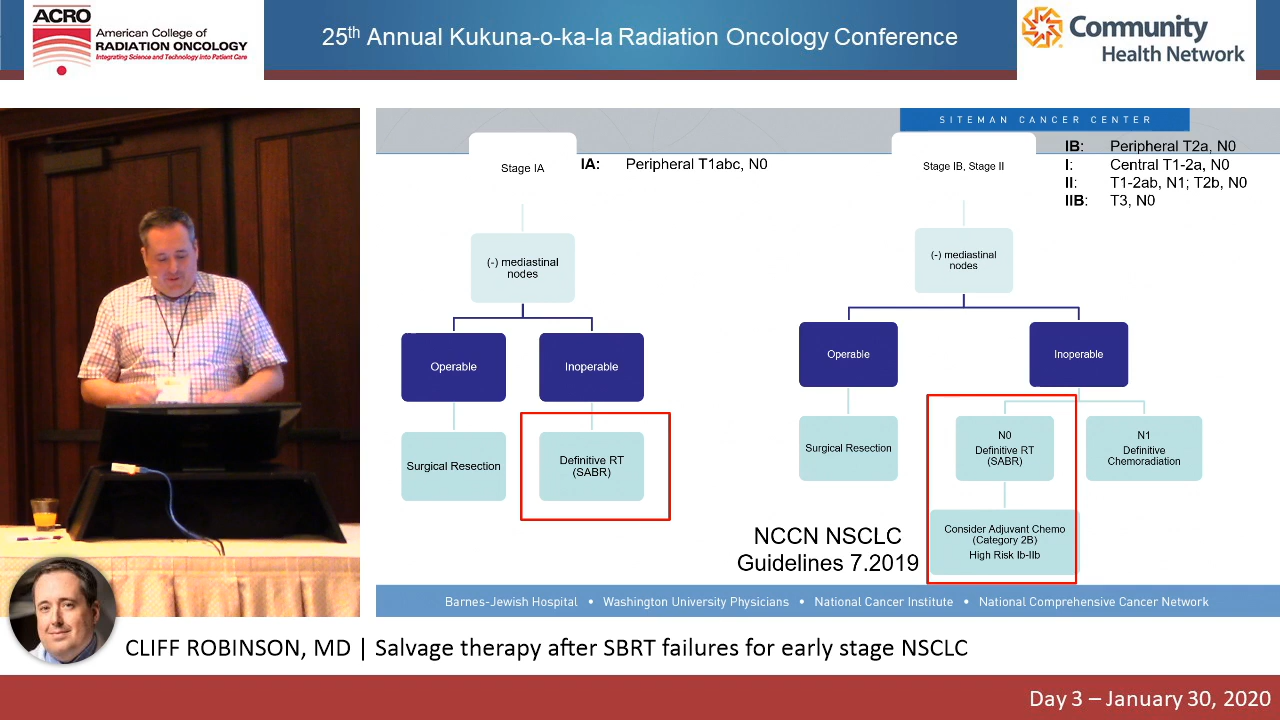 ACRO
American College of
RADIATION ONCOLOGY
Integrating Science and Technology Into Patient Care
25th Annual Kukuna-o-ka-la Radiation Oncology Conference
Community
Health Network
SITEMAN CANCER CENTER
Stage IA
IA: Peripheral T1abc, N0
(-) mediastinal
nodes
Operable
Inoperable
Surgical Resection
Definitive RT
(SABR)
Stage IB, Stage II
IB: Peripheral T2a, N0
I: Central T1-2a, N0
II: T1-2ab, N1; T2b, N0
IIB: T3, N0
(-) mediastinal
nodes
Operable
Inoperable
Surgical Resection
N0
Definitive RT
(SABR)
N1
Definitive
Chemoradiation
Consider Adjuvant Chemo
(Category 2B)
High Risk Ib-IIb
NCCN NSCLC
Guidelines 7.2019
Barnes-Jewish Hospital • Washington University Physicians • National Cancer Institute • National Comprehensive Cancer Network
CLIFF ROBINSON, MD | Salvage therapy after SBRT failures for early stage NSCLC
Day 3 – January 30, 2020